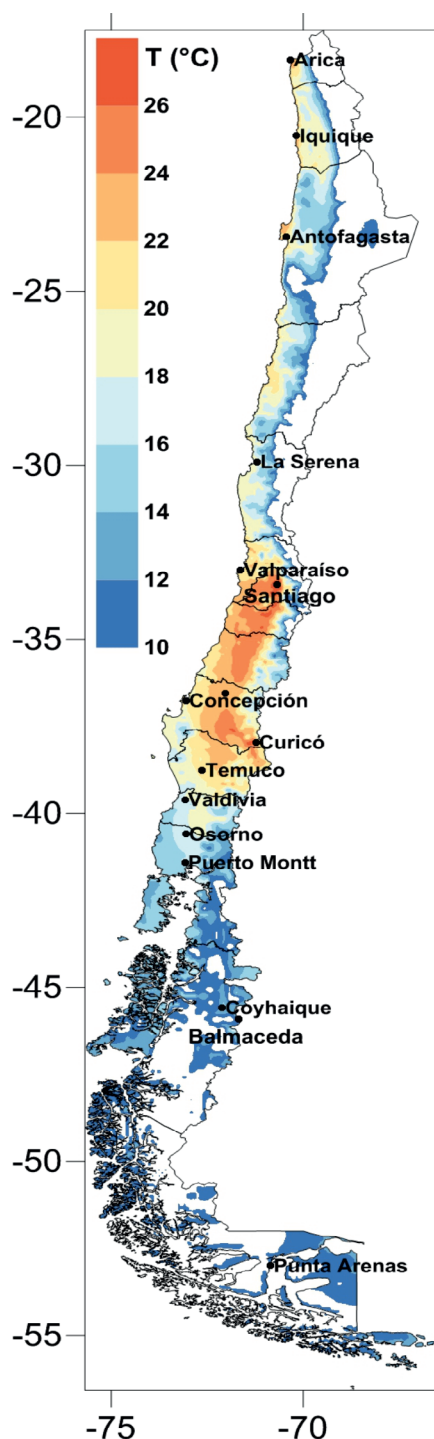 T (°C)
26
24
22
20
18
16
14
12
10
-20
-25
-30
-35
-40
-45
-50
-55
Arica
Iquique
Antofagasta
La Serena
Valparaíso
Santiago
Concepción
Curicó
Temuco
Valdivia
Osorno
Puerto Montt
Coyhaique
Balmaceda
Punta Arenas
-75
-70